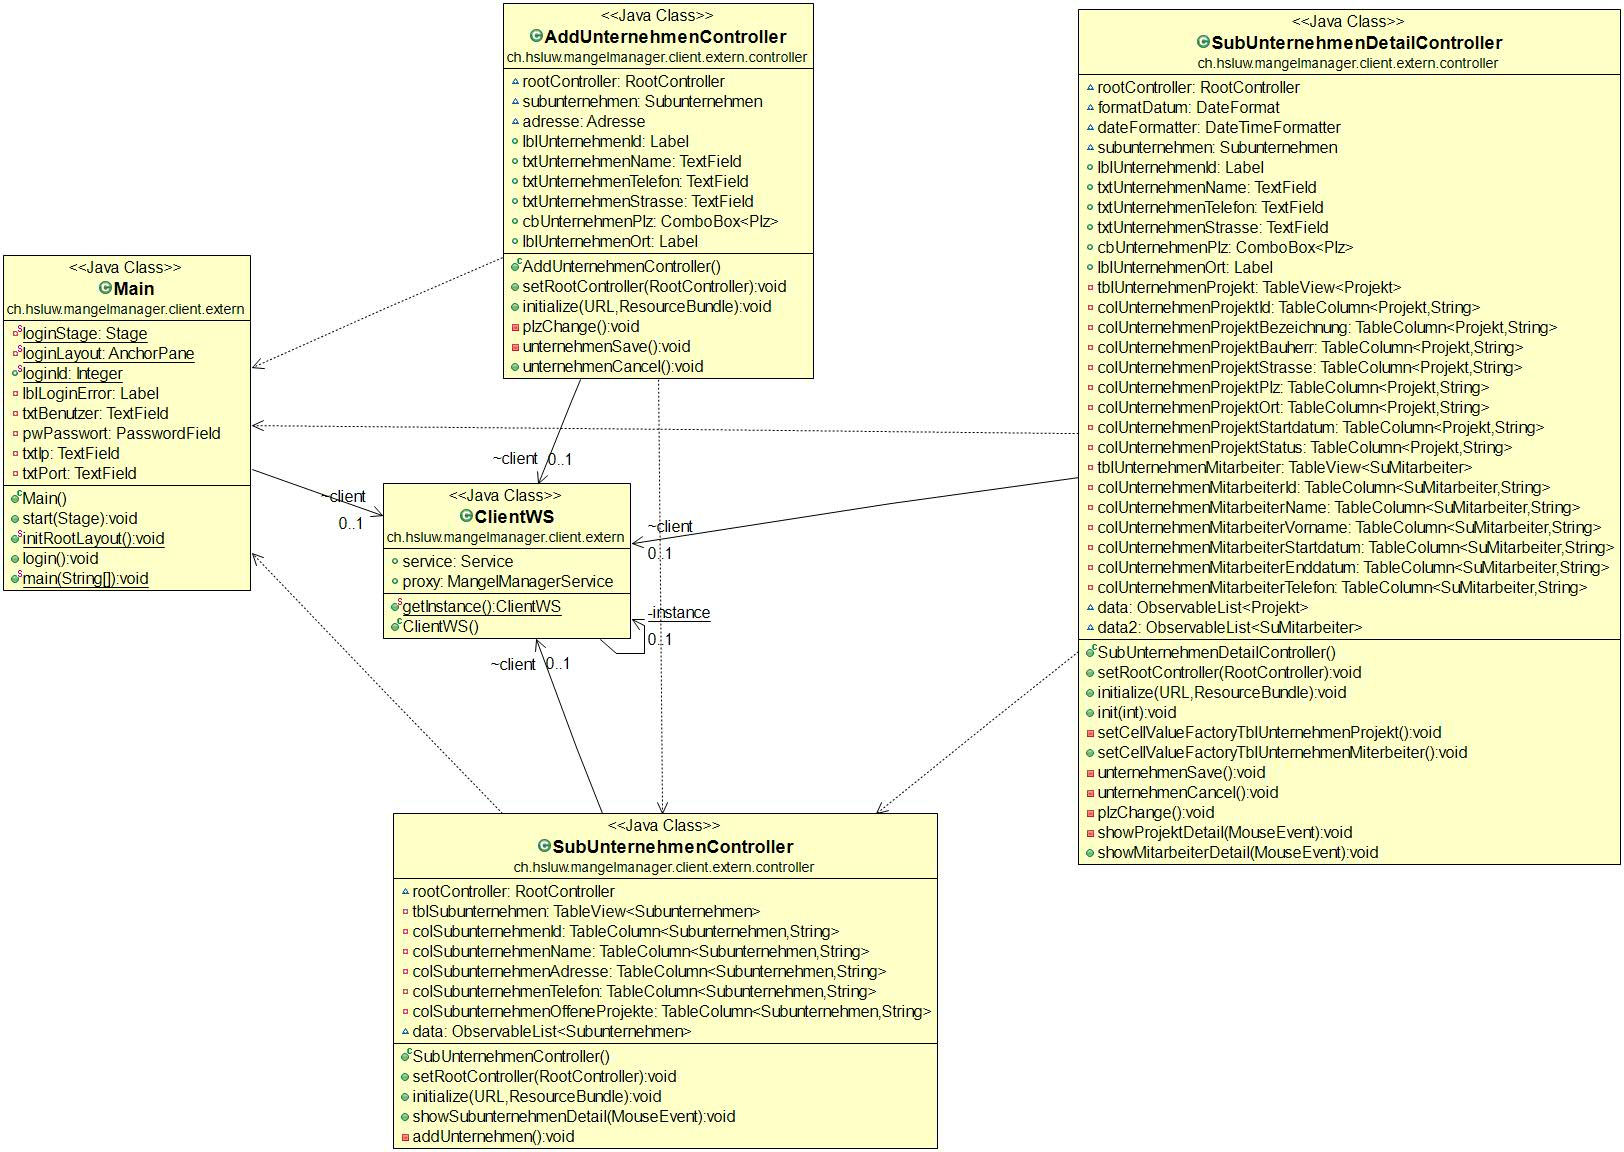 <<Java Class>>
AddUnternehmenController
ch.hsluw.mangelmanager.client.extern.controller
rootController: RootController
subunternehmen: Subunternehmen
adresse: Adresse
lblUnternehmenId: Label
txtUnternehmenName: TextField
txtUnternehmenTelefon: TextField
txtUnternehmenStrasse: TextField
cbUnternehmenPlz: ComboBox<Plz>
lblUnternehmenOrt: Label
AddUnternehmenController()
setRootController(RootController):void
initialize(URL,ResourceBundle):void
plzChange():void
unternehmenSave():void
unternehmenCancel():void
<<Java Class>>
SubUnternehmenDetailController
ch.hsluw.mangelmanager.client.extern.controller
rootController: RootController
formatDatum: DateFormat
dateFormatter: DateTimeFormatter
subunternehmen: Subunternehmen
lblUnternehmenId: Label
txtUnternehmenName: TextField
txtUnternehmenTelefon: TextField
txtUnternehmenStrasse: TextField
cbUnternehmenPlz: ComboBox<Plz>
lblUnternehmenOrt: Label
tblUnternehmenProjekt: TableView<Projekt>
colUnternehmenProjektId: TableColumn<Projekt,String>
colUnternehmenProjektBezeichnung: TableColumn<Projekt,String>
colUnternehmenProjektBauherr: TableColumn<Projekt,String>
colUnternehmenProjektStrasse: TableColumn<Projekt,String>
colUnternehmenProjektPlz: TableColumn<Projekt,String>
colUnternehmenProjektOrt: TableColumn<Projekt,String>
colUnternehmenProjektStartdatum: TableColumn<Projekt,String>
colUnternehmenProjektStatus: TableColumn<Projekt,String>
tblUnternehmenMitarbeiter: TableView<SuMitarbeiter>
colUnternehmenMitarbeiterId: TableColumn<SuMitarbeiter,String>
colUnternehmenMitarbeiterName: TableColumn<SuMitarbeiter,String>
colUnternehmenMitarbeiterVorname: TableColumn<SuMitarbeiter,String>
colUnternehmenMitarbeiterStartdatum: TableColumn<SuMitarbeiter,String>
colUnternehmenMitarbeiterEnddatum: TableColumn<SuMitarbeiter,String>
colUnternehmenMitarbeiterTelefon: TableColumn<SuMitarbeiter,String>
data: ObservableList<Projekt>
data2: ObservableList<SuMitarbeiter>
SubUnternehmenDetailController()
setRootController(RootController):void
initialize(URL,ResourceBundle):void
init(int):void
setCellValueFactoryTblUnternehmenProjekt():void
setCellValueFactoryTblUnternehmenMiterbeiter():void
unternehmenSave():void
unternehmenCancel():void
plzChange():void
showProjektDetail(MouseEvent):void
showMitarbeiterDetail(MouseEvent):void
<<Java Class>>
Main
ch.hsluw.mangelmanager.client.extern
loginStage: Stage
loginLayout: AnchorPane
loginId: Integer
lblLoginError: Label
txtBenutzer: TextField
pwPasswort: PasswordField
txtIp: TextField
txtPort: TextField
Main()
start(Stage):void
initRootLayout():void
login():void
main(String[]):void
~client 0..1
~client
0..1
~client
0..1
<<Java Class>>
ClientWS
ch.hsluw.mangelmanager.client.extern
service: Service
proxy: MangelManagerService
getInstance():ClientWS
ClientWS()
-instance
0..1
~client 0..1
<<Java Class>>
SubUnternehmenController
ch.hsluw.mangelmanager.client.extern.controller
rootController: RootController
tblSubunternehmen: TableView<Subunternehmen>
colSubunternehmenId: TableColumn<Subunternehmen,String>
colSubunternehmenName: TableColumn<Subunternehmen,String>
colSubunternehmenAdresse: TableColumn<Subunternehmen,String>
colSubunternehmenTelefon: TableColumn<Subunternehmen,String>
colSubunternehmenOffeneProjekte: TableColumn<Subunternehmen,String>
data: ObservableList<Subunternehmen>
SubUnternehmenController()
setRootController(RootController):void
initialize(URL,ResourceBundle):void
showSubunternehmenDetail(MouseEvent):void
addUnternehmen():void